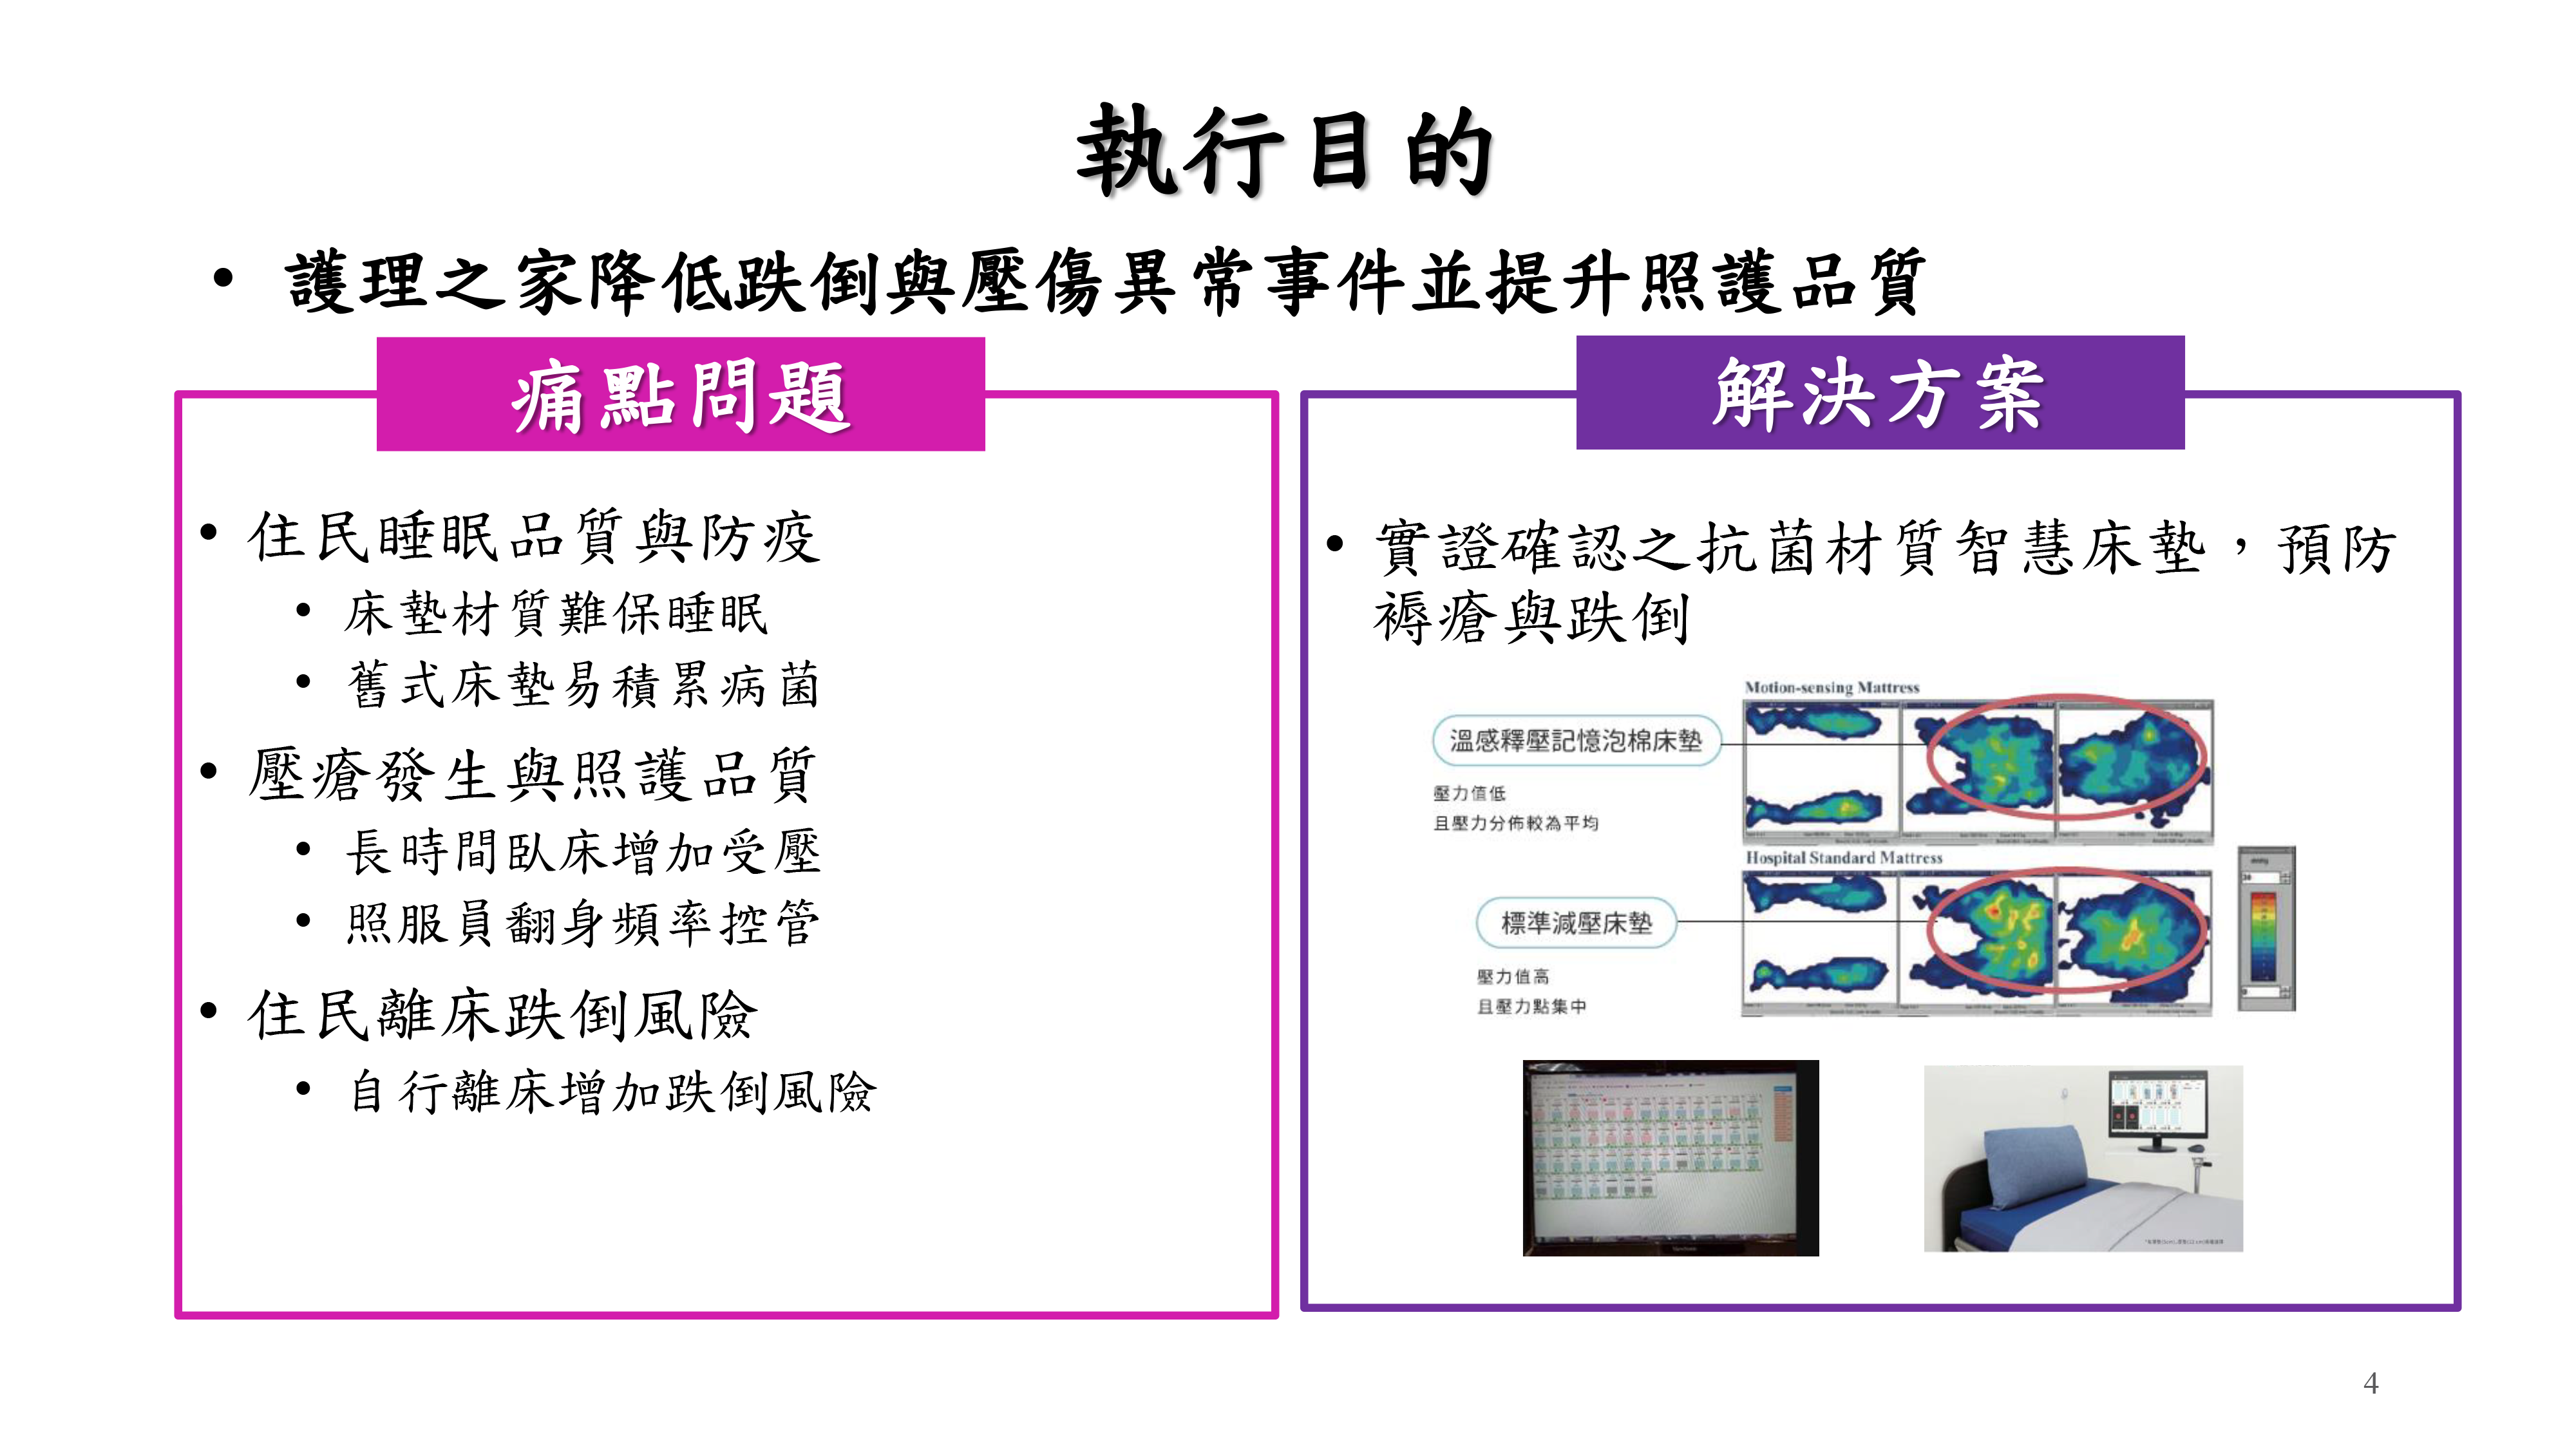 執行目的
• 護理之家降低跌倒與壓傷異常事件並提升照護品質
痛點問題
• 住民睡眠品質與防疫
• 床墊材質難保睡眠
• 舊式床墊易積累病菌
• 壓瘡發生與照護品質
• 長時間臥床增加受壓
• 照服員翻身頻率控管
• 住民離床跌倒風險
• 自行離床增加跌倒風險
解決方案
• 實證確認之抗菌材質智慧床墊，預防
褥瘡與跌倒
Motion-sensing Mattress
溫感釋壓記憶泡棉床墊
壓力值低
且壓力分佈較為平均
Hospital Standard Mattress
標準減壓床墊
壓力值高
且壓力點集中
4